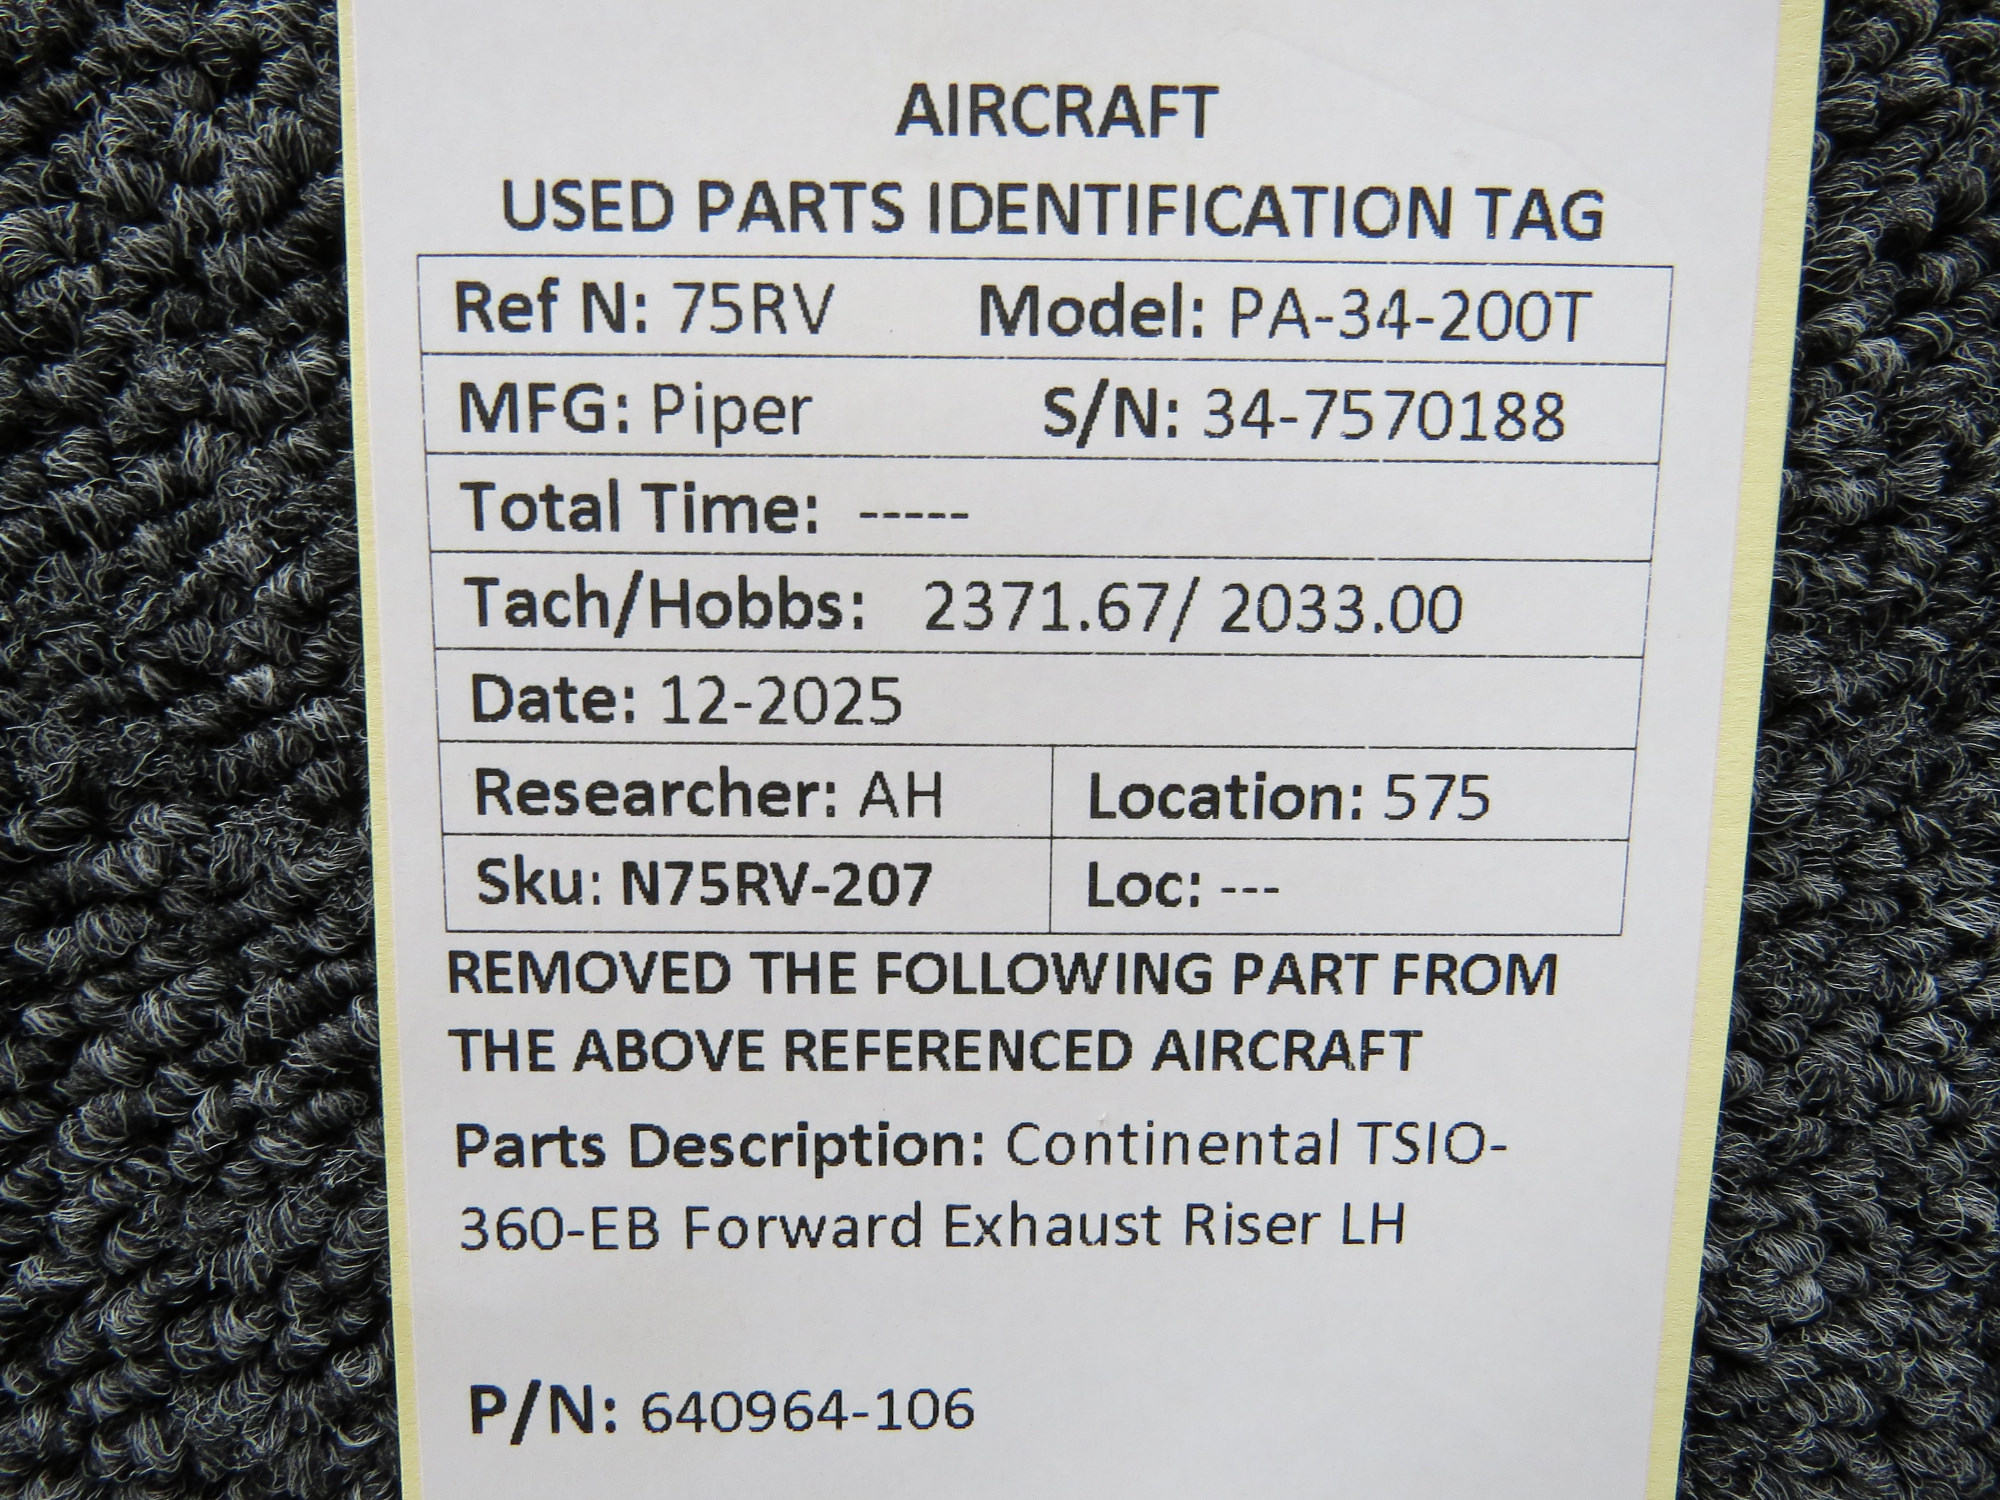 AIRCRAFT
USED PARTS IDENTIFICATION TAG
Ref N: 75RV Model: PA-34-200T
MFG: Piper S/N: 34-7570188
Total Time: -----
Tach/Hobbs: 2371.67/ 2033.00
Date: 12-2025
Researcher: AH Location: 575
Sku: N75RV-207 Loc: ---
REMOVED THE FOLLOWING PART FROM
THE ABOVE REFERENCED AIRCRAFT
Parts Description: Continental TSIO-
360-EB Forward Exhaust Riser LH
P/N: 640964-106